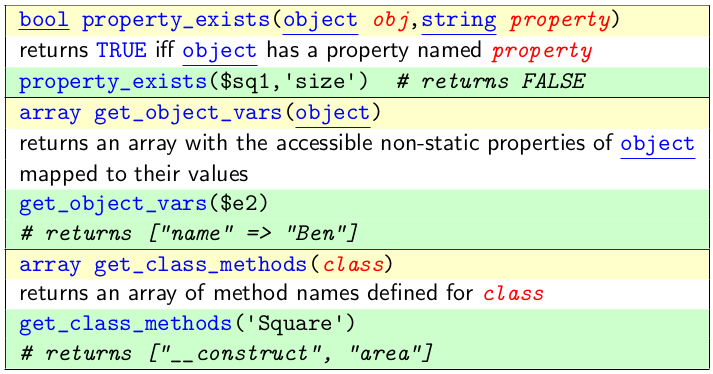 bool property_exists(object obj,string property)
returns TRUE iff object has a property named property
property_exists($sq1,'size')  # returns FALSE
array get_object_vars(object)
returns an array with the accessible non-static properties of object
mapped to their values
get_object_vars($e2)
# returns ["name" => "Ben"]
array get_class_methods(class)
returns an array of method names defined for class
get_class_methods('Square')
# returns ["__construct", "area"]